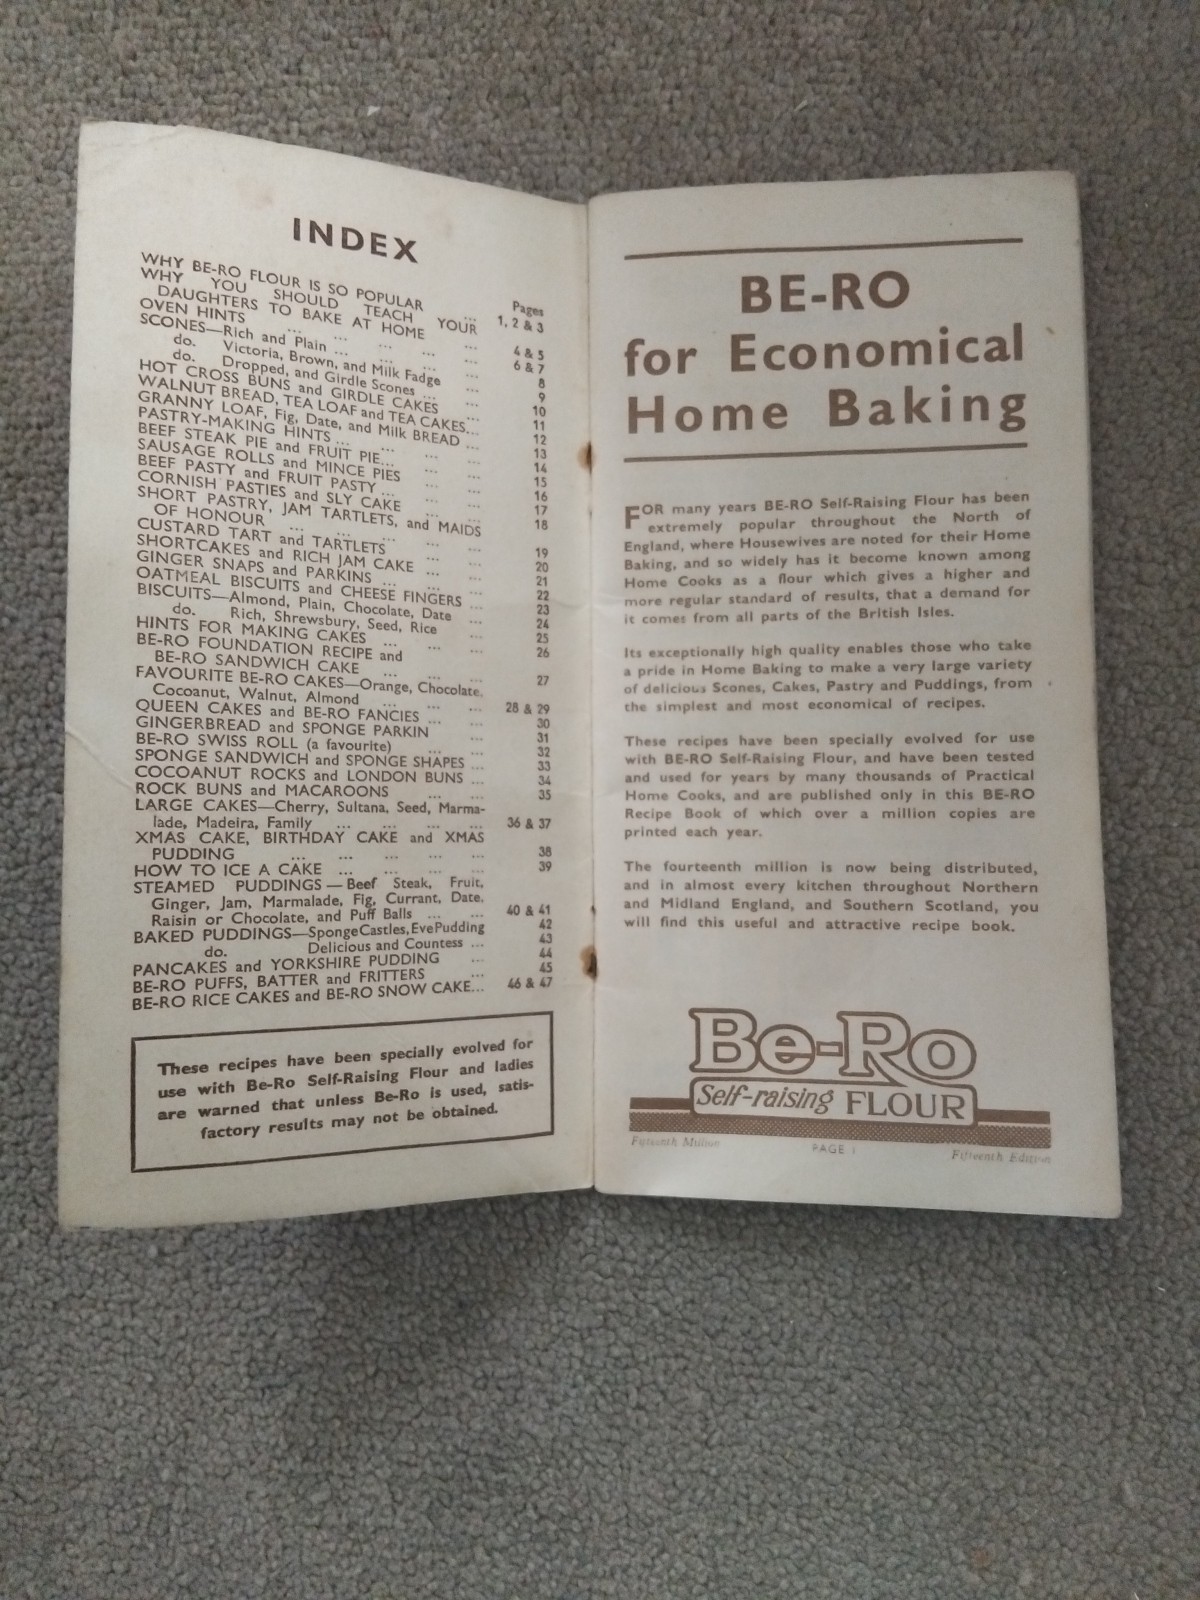 INDEX
Pages
WHY BE-RO FLOUR IS SO POPULAR ... 1, 2 & 3
WHY YOU SHOULD TEACH YOUR
DAUGHTERS TO BAKE AT HOME ... 4 & 5
OVEN HINTS ... ... ... ... ... 6 & 7
SCONES—Rich and Plain ... ... ... ... 8
do. Victoria, Brown, and Milk Fadge ... 9
do. Dropped, and Girdle Scones ... ... 10
HOT CROSS BUNS and GIRDLE CAKES ... 11
WALNUT BREAD, TEA LOAF and TEA CAKES... 12
GRANNY LOAF, Fig, Date, and Milk BREAD ... 13
PASTRY-MAKING HINTS ... ... ... ... 14
BEEF STEAK PIE and FRUIT PIE... ... ... 15
SAUSAGE ROLLS and MINCE PIES ... ... 16
BEEF PASTY and FRUIT PASTY ... ... ... 17
CORNISH PASTIES and SLY CAKE ... ... 18
SHORT PASTRY, JAM TARTLETS, and MAIDS
OF HONOUR ... ... ... ... ... 19
CUSTARD TART and TARTLETS ... ... 20
SHORTCAKES and RICH JAM CAKE ... ... 21
GINGER SNAPS and PARKINS ... ... ... 22
OATMEAL BISCUITS and CHEESE FINGERS ... 23
BISCUITS—Almond, Plain, Chocolate, Date ... 24
do. Rich, Shrewsbury, Seed, Rice ... 25
HINTS FOR MAKING CAKES ... ... ... 26
BE-RO FOUNDATION RECIPE and
BE-RO SANDWICH CAKE ... ... ... 27
FAVOURITE BE-RO CAKES—Orange, Chocolate.
Cocoanut, Walnut, Almond ... ... ... 28 & 29
QUEEN CAKES and BE-RO FANCIES ... ... 30
GINGERBREAD and SPONGE PARKIN ... 31
BE-RO SWISS ROLL (a favourite) ... ... 32
SPONGE SANDWICH and SPONGE SHAPES ... 33
COCOANUT ROCKS and LONDON BUNS ... 34
ROCK BUNS and MACAROONS ... ... 35
LARGE CAKES—Cherry, Sultana, Seed, Marma-
lade, Madeira, Family ... ... ... ... 36 & 37
XMAS CAKE, BIRTHDAY CAKE and XMAS
PUDDING ... ... ... ... ... 38
HOW TO ICE A CAKE ... ... ... ... 39
STEAMED PUDDINGS — Beef Steak, Fruit,
Ginger, Jam, Marmalade, Fig, Currant, Date.
Raisin or Chocolate, and Puff Balls ... ... 40 & 41
BAKED PUDDINGS—Sponge Castles, Eve Pudding 42
do. Delicious and Countess ... 43
PANCAKES and YORKSHIRE PUDDING ... 44
BE-RO PUFFS, BATTER and FRITTERS ... 45
BE-RO RICE CAKES and BE-RO SNOW CAKE... 46 & 47
These recipes have been specially evolved for
use with Be-Ro Self-Raising Flour and ladies
are warned that unless Be-Ro is used, satis-
factory results may not be obtained.
BE-RO
for Economical
Home Baking
FOR many years BE-RO Self-Raising Flour has been
extremely popular throughout the North of
England, where Housewives are noted for their Home
Baking, and so widely has it become known among
Home Cooks as a flour which gives a higher and
more regular standard of results, that a demand for
it comes from all parts of the British Isles.
Its exceptionally high quality enables those who take
a pride in Home Baking to make a very large variety
of delicious Scones, Cakes, Pastry and Puddings, from
the simplest and most economical of recipes.
These recipes have been specially evolved for use
with BE-RO Self-Raising Flour, and have been tested
and used for years by many thousands of Practical
Home Cooks, and are published only in this BE-RO
Recipe Book of which over a million copies are
printed each year.
The fourteenth million is now being distributed,
and in almost every kitchen throughout Northern
and Midland England, and Southern Scotland, you
will find this useful and attractive recipe book.
Be-Ro
Self-raising FLOUR
Fifteenth Million PAGE 1 Fifteenth Edition